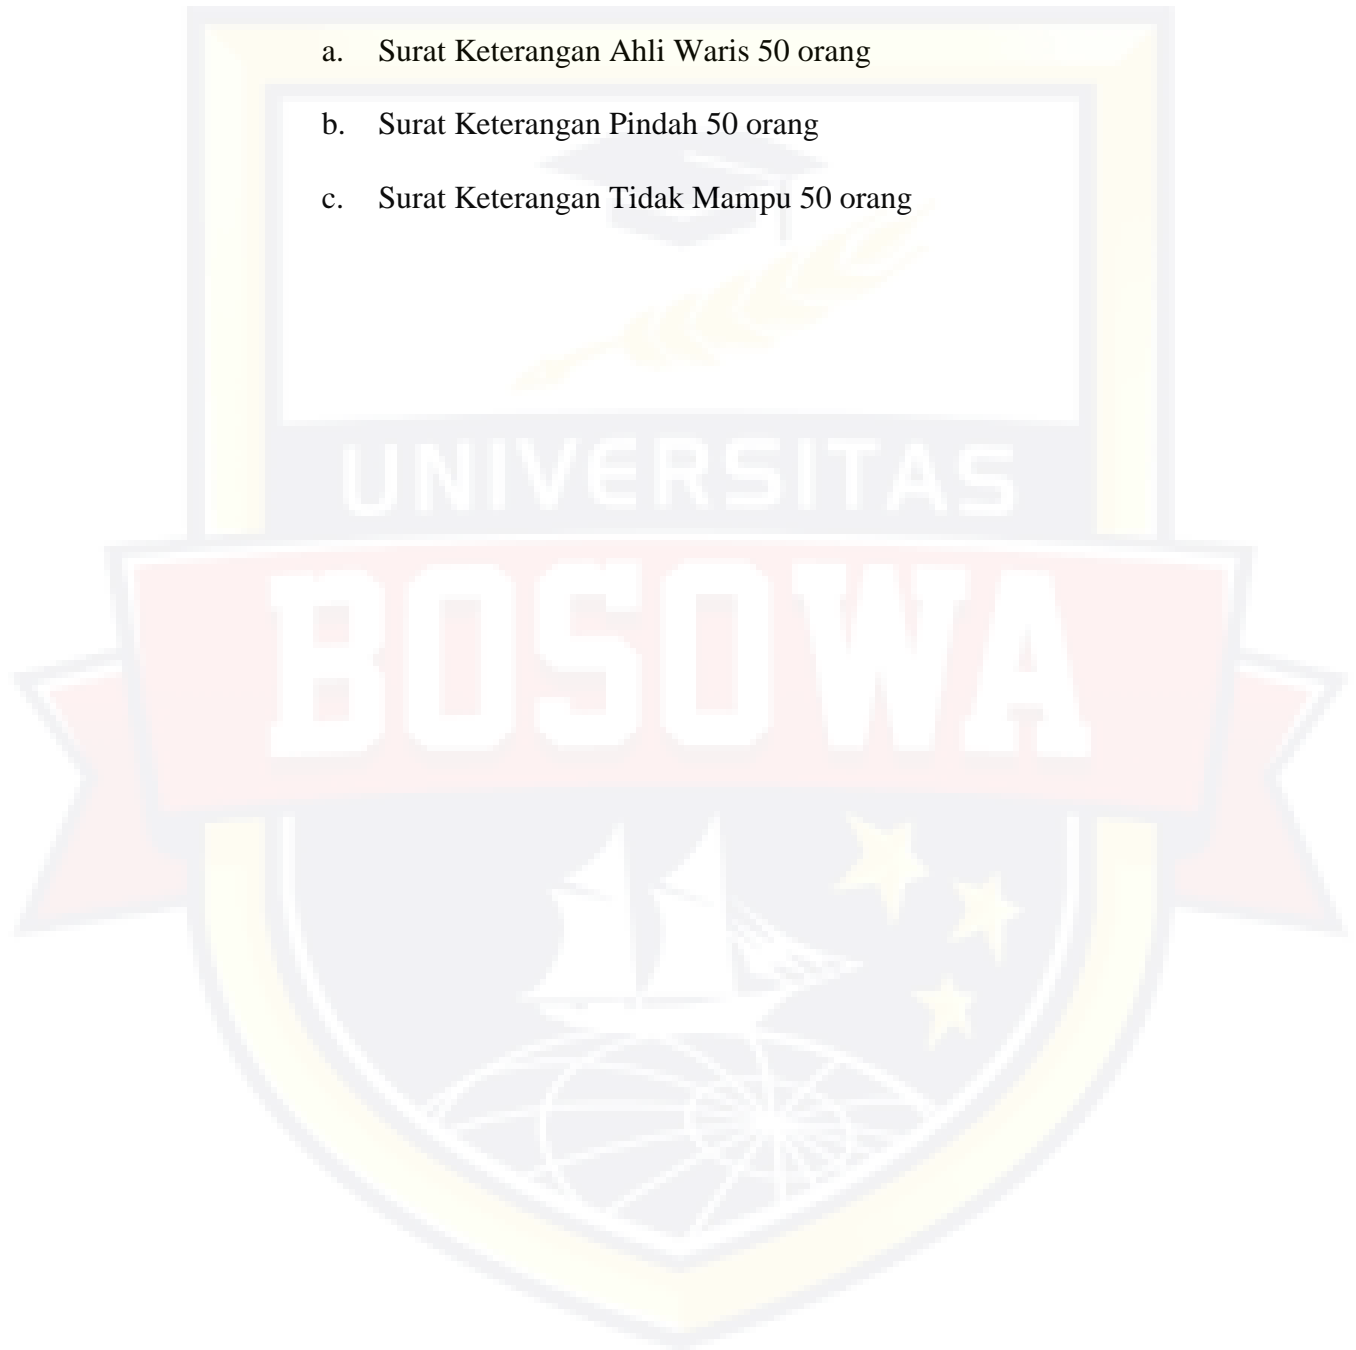 a. Surat Keterangan Ahli Waris 50 orang
b. Surat Keterangan Pindah 50 orang
c. Surat Keterangan Tidak Mampu 50 orang
UNIVERSITAS
BOSOWA